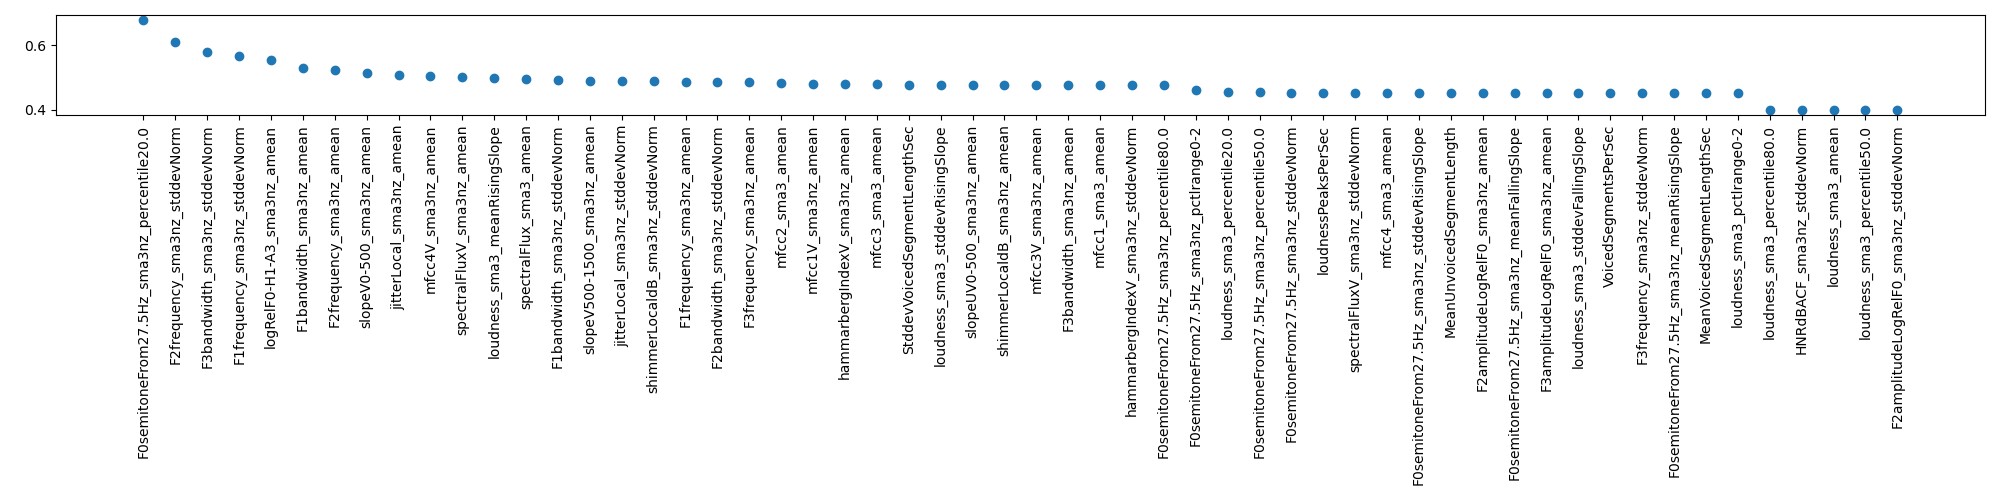 0.6
0.4
F0semitoneFrom27.5Hz_sma3nz_percentile20.0
F2frequency_sma3nz_stddevNorm
F3bandwidth_sma3nz_stddevNorm
F1frequency_sma3nz_stddevNorm
logRelF0-H1-A3_sma3nz_amean
F1bandwidth_sma3nz_amean
F2frequency_sma3nz_amean
slopeV0-500_sma3nz_amean
jitterLocal_sma3nz_amean
mfcc4V_sma3nz_amean
spectralFluxV_sma3nz_amean
loudness_sma3_meanRisingSlope
spectralFlux_sma3_amean
F1bandwidth_sma3nz_stddevNorm
slopeV500-1500_sma3nz_amean
jitterLocal_sma3nz_stddevNorm
shimmerLocaldB_sma3nz_stddevNorm
F1frequency_sma3nz_amean
F2bandwidth_sma3nz_stddevNorm
F3frequency_sma3nz_amean
mfcc2_sma3_amean
mfcc1V_sma3nz_amean
hammarbergIndexV_sma3nz_amean
mfcc3_sma3_amean
StddevVoicedSegmentLengthSec
loudness_sma3_stddevRisingSlope
slopeUV0-500_sma3nz_amean
shimmerLocaldB_sma3nz_amean
mfcc3V_sma3nz_amean
F3bandwidth_sma3nz_amean
mfcc1_sma3_amean
hammarbergIndexV_sma3nz_stddevNorm
F0semitoneFrom27.5Hz_sma3nz_percentile80.0
F0semitoneFrom27.5Hz_sma3nz_pctlrange0-2
loudness_sma3_percentile20.0
F0semitoneFrom27.5Hz_sma3nz_percentile50.0
F0semitoneFrom27.5Hz_sma3nz_stddevNorm
loudnessPeaksPerSec
spectralFluxV_sma3nz_stddevNorm
mfcc4_sma3_amean
F0semitoneFrom27.5Hz_sma3nz_stddevRisingSlope
MeanUnvoicedSegmentLength
F2amplitudeLogRelF0_sma3nz_amean
F0semitoneFrom27.5Hz_sma3nz_meanFallingSlope
F3amplitudeLogRelF0_sma3nz_amean
loudness_sma3_stddevFallingSlope
VoicedSegmentsPerSec
F3frequency_sma3nz_stddevNorm
F0semitoneFrom27.5Hz_sma3nz_meanRisingSlope
MeanVoicedSegmentLengthSec
loudness_sma3_pctlrange0-2
loudness_sma3_percentile80.0
HNRdBACF_sma3nz_stddevNorm
loudness_sma3_amean
loudness_sma3_percentile50.0
F2amplitudeLogRelF0_sma3nz_stddevNorm